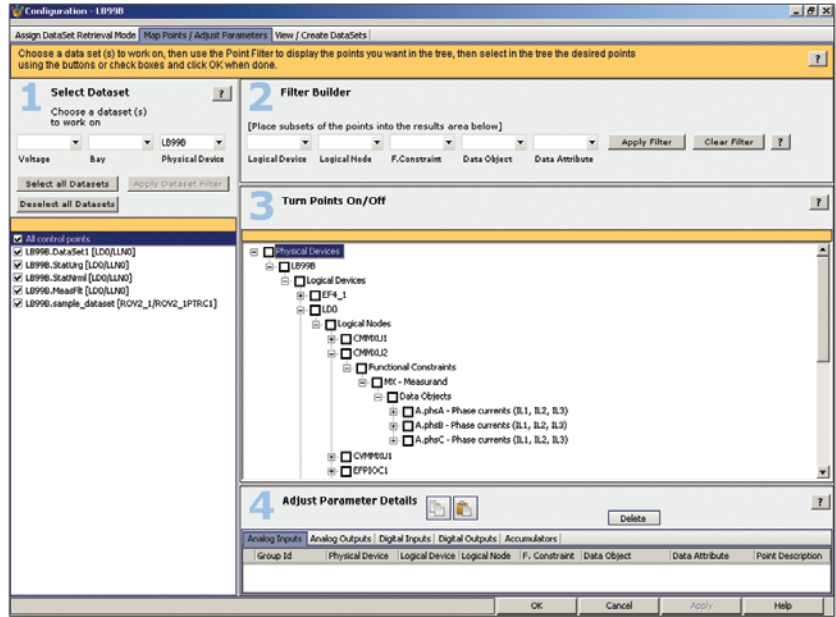 Configuration - LB99B
Assign DataSet Retrieval Mode Map Points / Adjust Parameters View / Create DataSets
Choose a data set (s) to work on, then use the Point Filter to display the points you want in the tree, then select in the tree the desired points
using the buttons or check boxes and click OK when done.
?
1 Select Dataset ?
Choose a dataset (s)
to work on
LB99B
Voltage Bay Physical Device
Select all Datasets Apply Dataset Filter
Deselect all Datasets
All control points
LB99B.DataSet1 [LD0/LLN0]
LB99B.StatUrg [LD0/LLN0]
LB99B.StatNrml [LD0/LLN0]
LB99B.MeasFlt [LD0/LLN0]
LB99B.sample_dataset [ROV2_1/ROV2_1PTRC1]
2 Filter Builder
[Place subsets of the points into the results area below]
Apply Filter Clear Filter ?
Logical Device Logical Node F.Constraint Data Object Data Attribute
3 Turn Points On/Off ?
Physical Devices
LB99B
Logical Devices
EF4_1
LD0
Logical Nodes
CMMXU1
CMMXU2
Functional Constraints
MX - Measurand
Data Objects
A.phsA - Phase currents (IL1, IL2, IL3)
A.phsB - Phase currents (IL1, IL2, IL3)
A.phsC - Phase currents (IL1, IL2, IL3)
CVMMXU1
EFPIOC1
4 Adjust Parameter Details ?
Delete
Analog Inputs Analog Outputs Digital Inputs Digital Outputs Accumulators
Group Id Physical Device Logical Device Logical Node F. Constraint Data Object Data Attribute Point Description
OK Cancel Apply Help